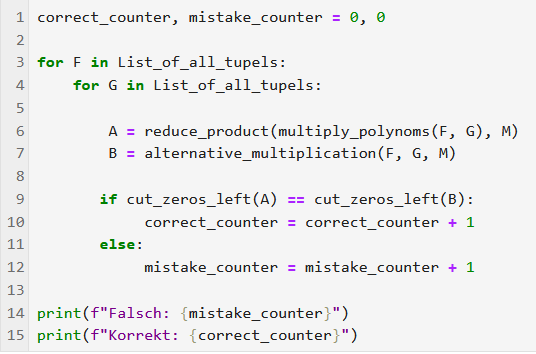 1 correct_counter, mistake_counter = 0, 0
2
3 for F in List_of_all_tupels:
4     for G in List_of_all_tupels:
5
6         A = reduce_product(multiply_polynoms(F, G), M)
7         B = alternative_multiplication(F, G, M)
8
9        if cut_zeros_left(A) == cut_zeros_left(B):
10             correct_counter = correct_counter + 1
11        else:
12             mistake_counter = mistake_counter + 1
13
14 print(f"Falsch: {mistake_counter}")
15 print(f"Korrekt: {correct_counter}")